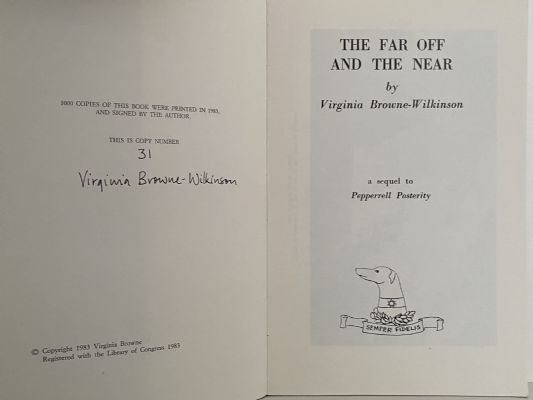 1000 COPIES OF THIS BOOK WERE PRINTED IN 1983,
AND SIGNED BY THE AUTHOR.
THIS IS COPY NUMBER
31
Virginia Browne-Wilkinson
© Copyright 1983 Virginia Browne
Registered with the Library of Congress 1983
THE FAR OFF
AND THE NEAR
by
Virginia Browne-Wilkinson
a sequel to
Pepperrell Posterity
SEMPER FIDELIS